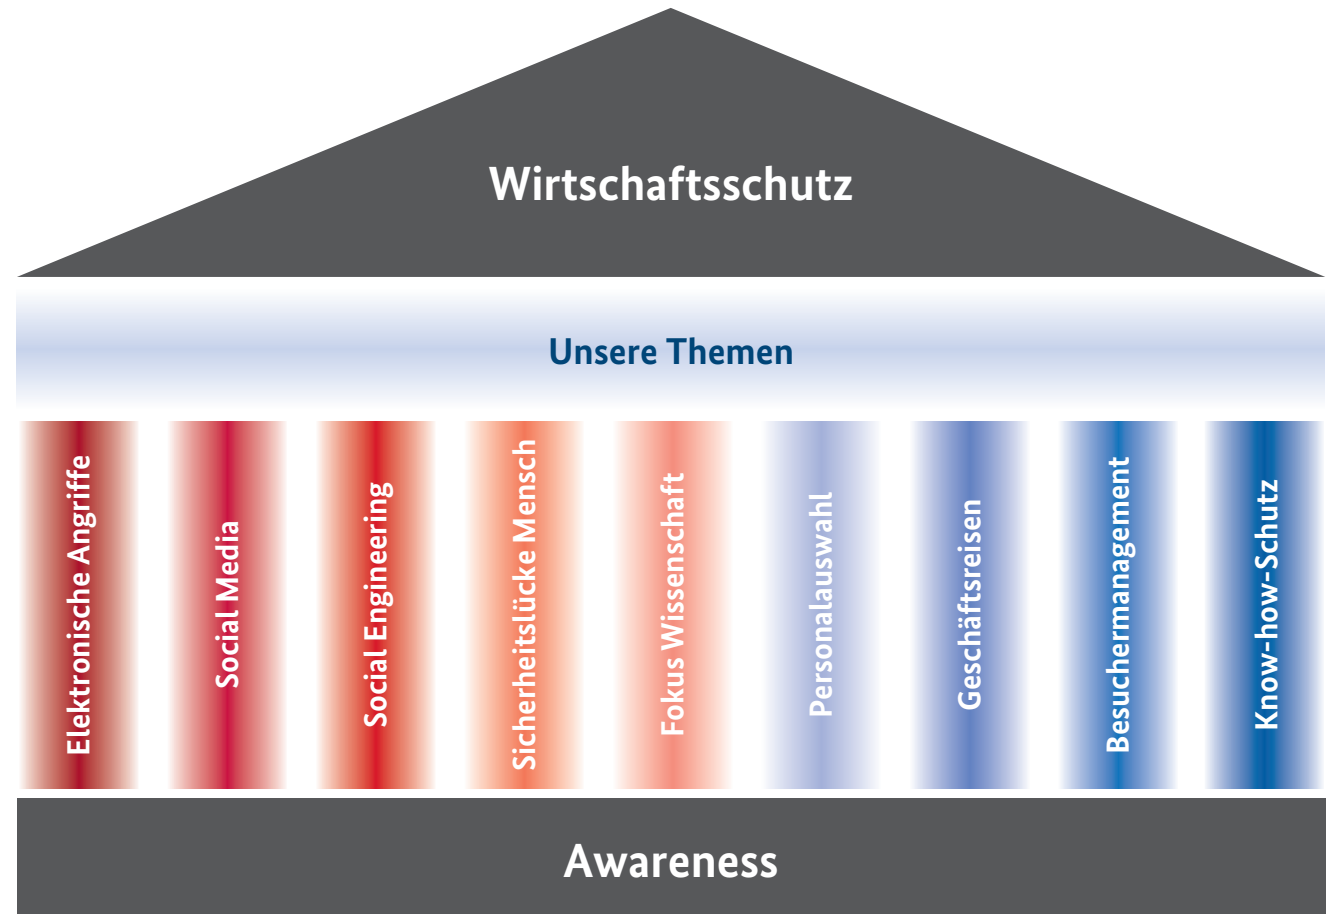 Wirtschaftsschutz
Unsere Themen
Elektronische Angriffe
Social Media
Social Engineering
Sicherheitslücke Mensch
Fokus Wissenschaft
Personalauswahl
Geschäftsreisen
Besuchermanagement
Know-how-Schutz
Awareness